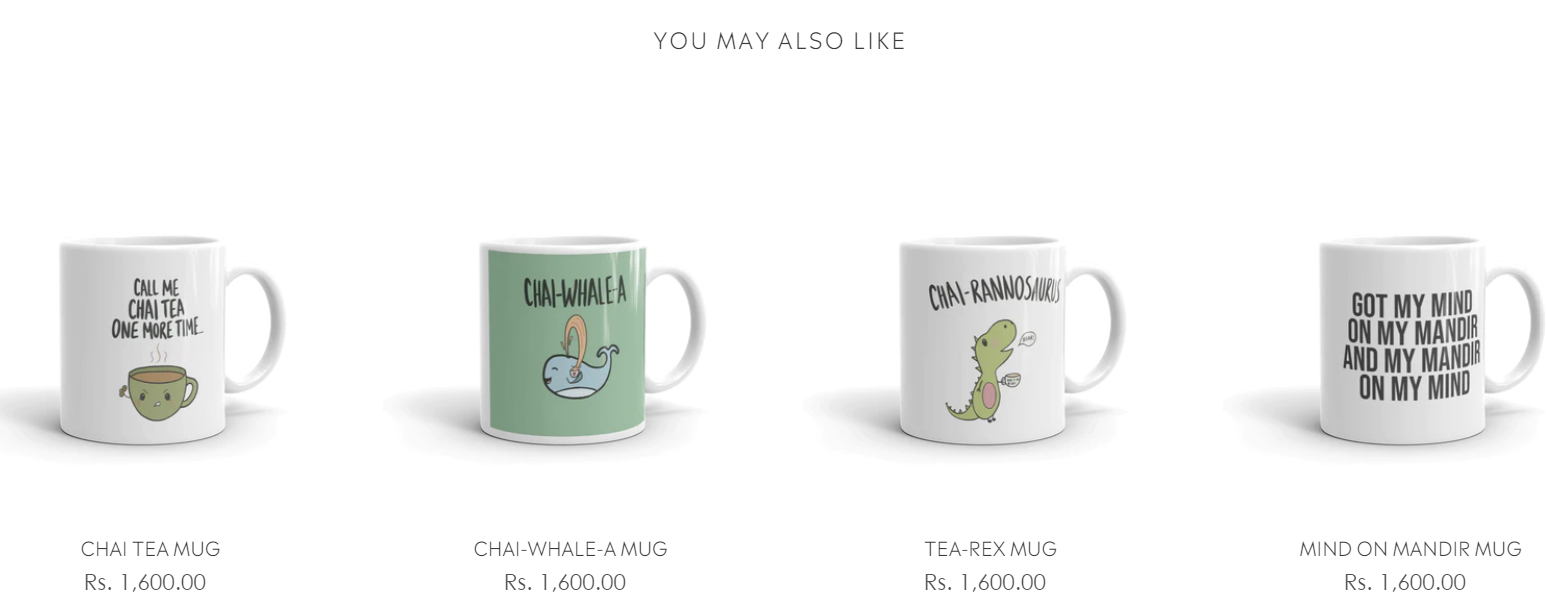 YOU MAY ALSO LIKE
CALL ME
CHAI TEA
ONE MORE TIME...
CHAI-WHALE-A
CHAI-RANNOSAURUS
GOT MY MIND
ON MY MANDIR
AND MY MANDIR
ON MY MIND
CHAI TEA MUG
Rs. 1,600.00
CHAI-WHALE-A MUG
Rs. 1,600.00
TEA-REX MUG
Rs. 1,600.00
MIND ON MANDIR MUG
Rs. 1,600.00